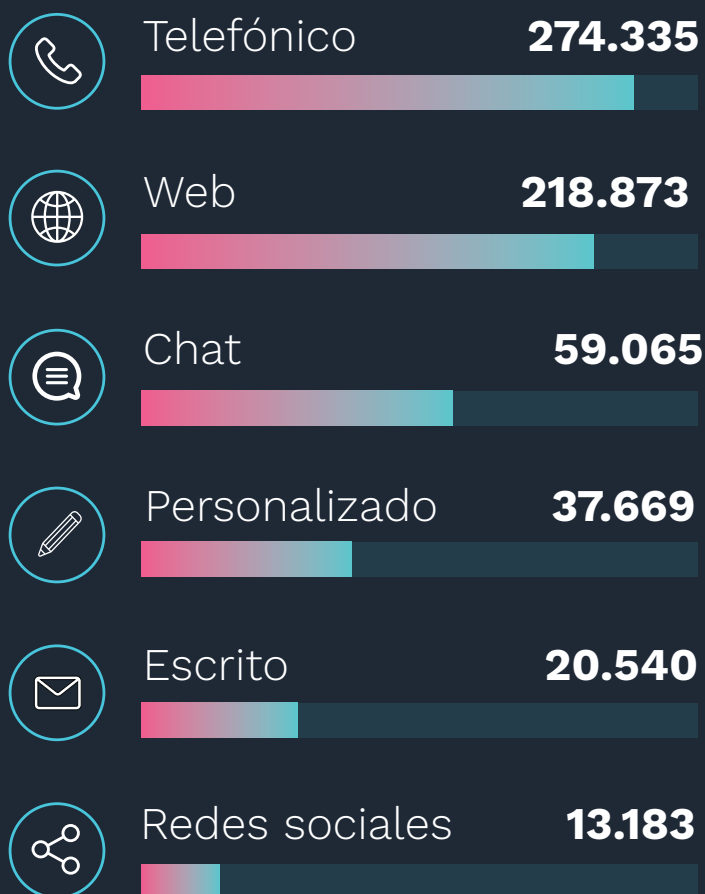 Telefónico 274.335
Web 218.873
Chat 59.065
Personalizado 37.669
Escrito 20.540
Redes sociales 13.183